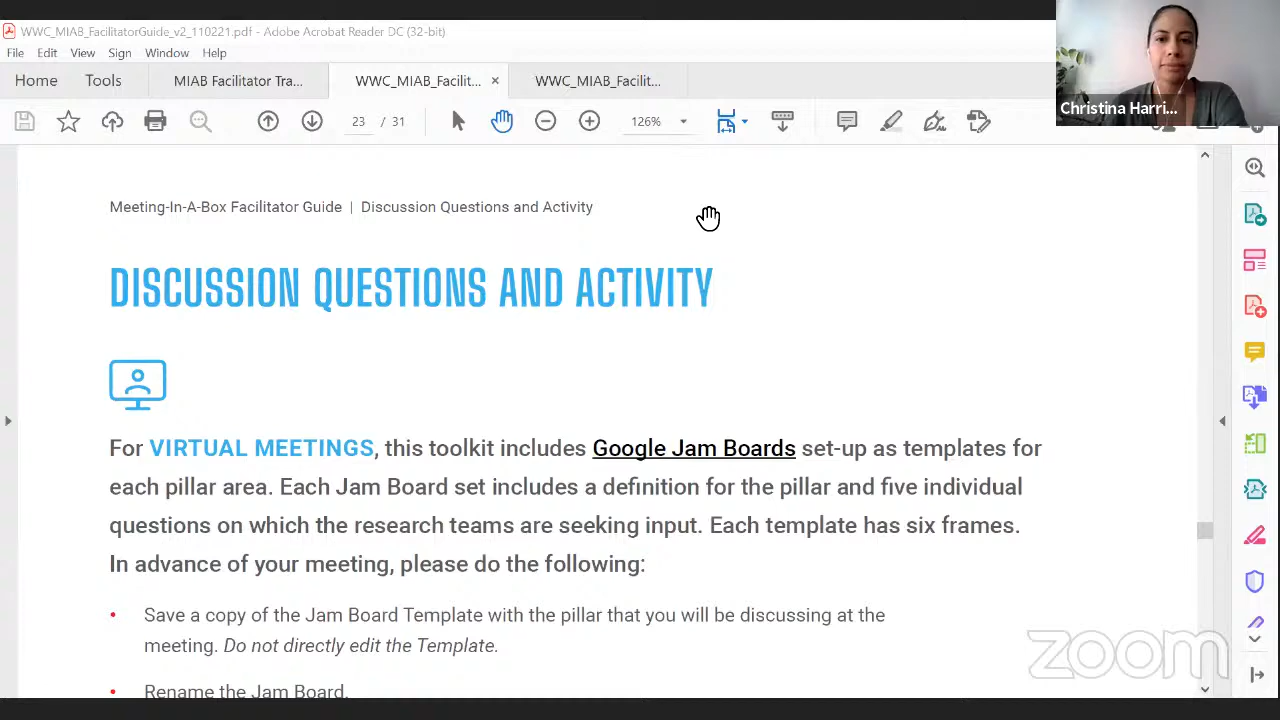 WWC_MIAB_FacilitatorGuide_v2_110221.pdf - Adobe Acrobat Reader DC (32-bit)
File Edit View Sign Window Help
Home Tools MIAB Facilitator Tra... WWC_MIAB_Facilit... × WWC_MIAB_Facilit...
23 / 31 126%
Christina Harri...
Meeting-In-A-Box Facilitator Guide | Discussion Questions and Activity
DISCUSSION QUESTIONS AND ACTIVITY
For VIRTUAL MEETINGS, this toolkit includes Google Jam Boards set-up as templates for
each pillar area. Each Jam Board set includes a definition for the pillar and five individual
questions on which the research teams are seeking input. Each template has six frames.
In advance of your meeting, please do the following:
• Save a copy of the Jam Board Template with the pillar that you will be discussing at the
meeting. Do not directly edit the Template.
• Rename the Jam Board.
zoom